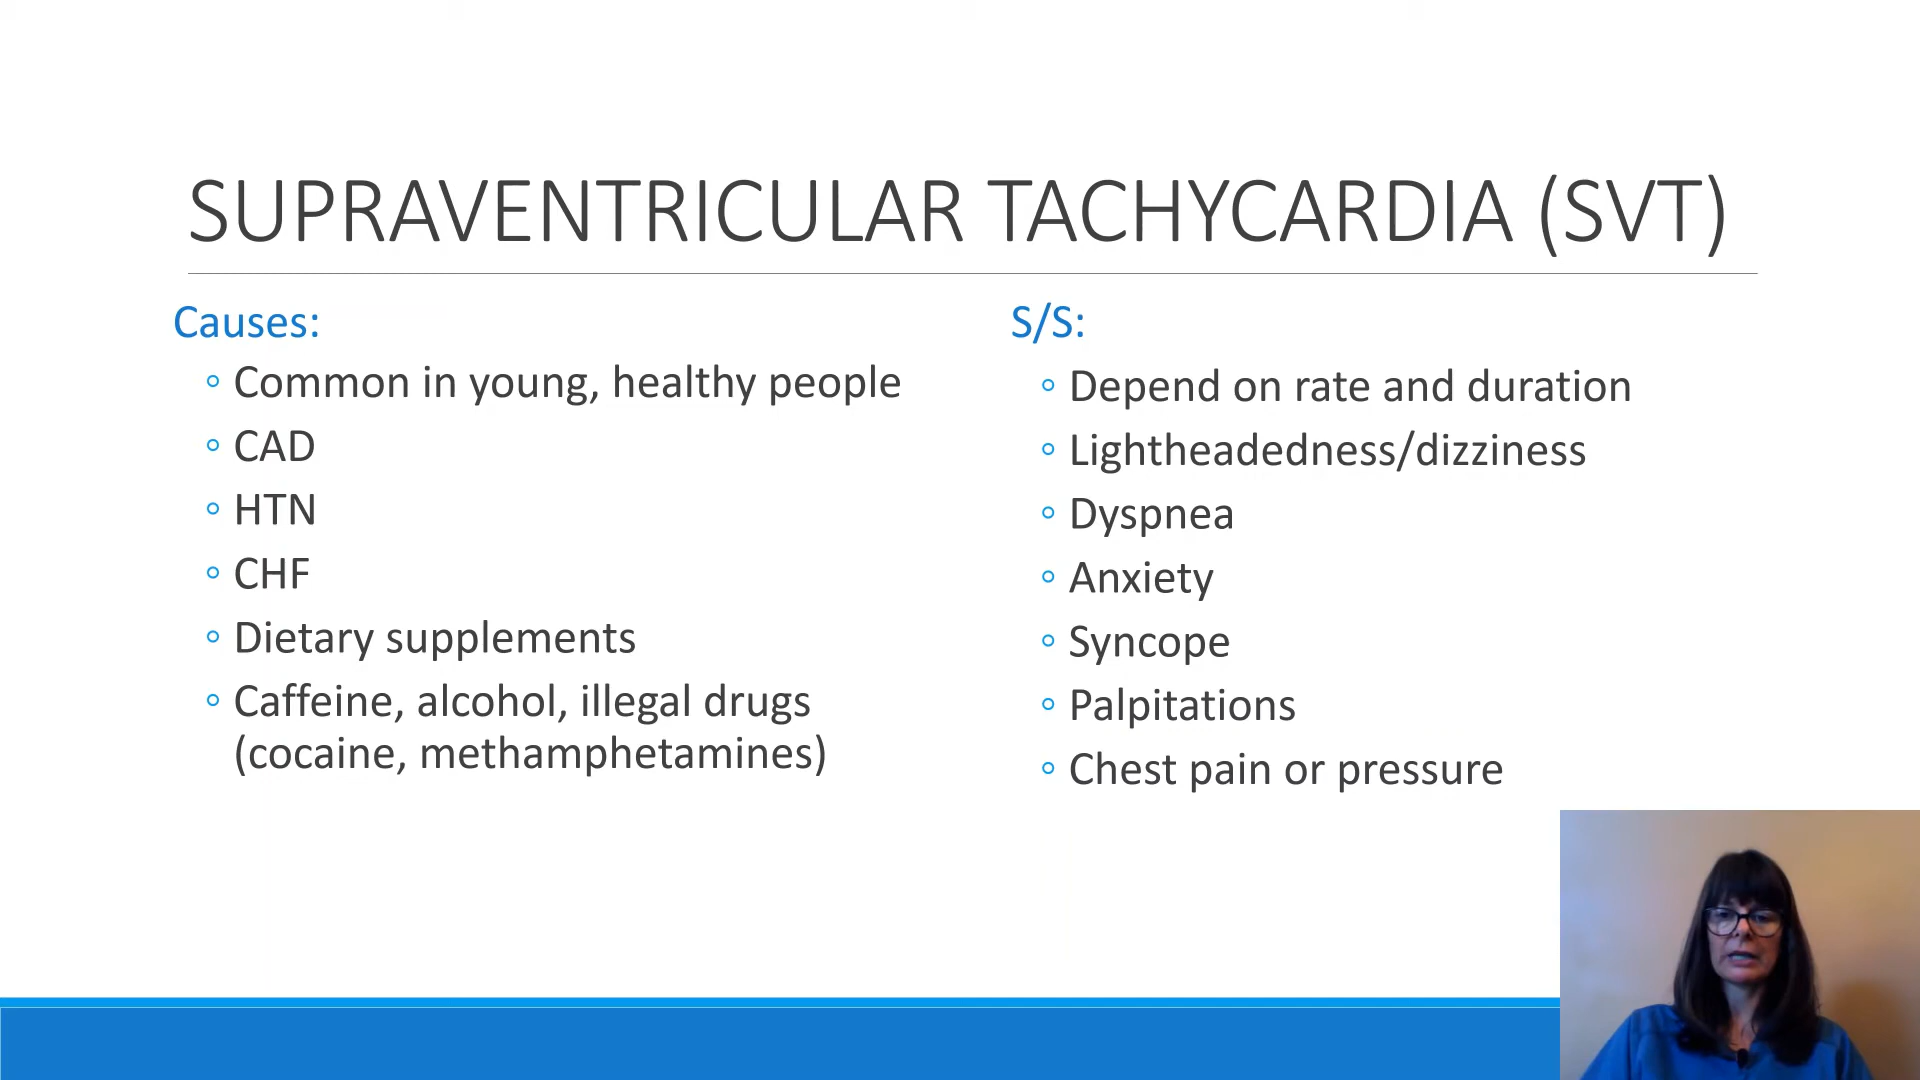 SUPRAVENTRICULAR TACHYCARDIA (SVT)
Causes:
◦ Common in young, healthy people
◦ CAD
◦ HTN
◦ CHF
◦ Dietary supplements
◦ Caffeine, alcohol, illegal drugs
(cocaine, methamphetamines)
S/S:
◦ Depend on rate and duration
◦ Lightheadedness/dizziness
◦ Dyspnea
◦ Anxiety
◦ Syncope
◦ Palpitations
◦ Chest pain or pressure